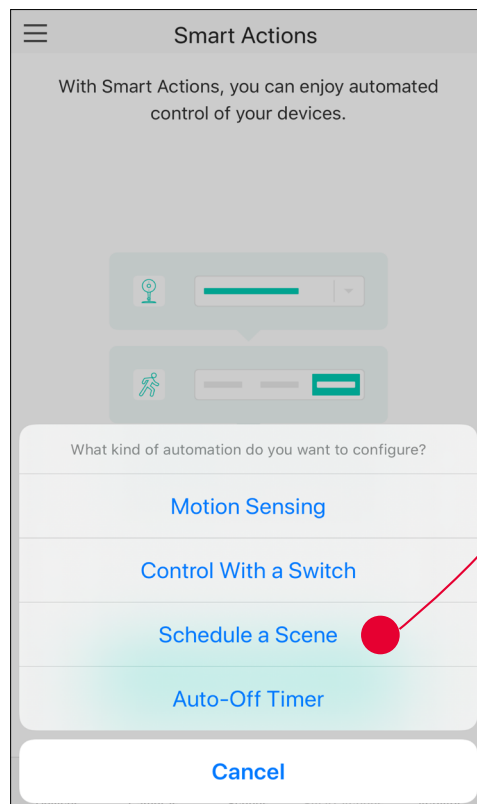 Smart Actions
With Smart Actions, you can enjoy automated
control of your devices.
What kind of automation do you want to configure?
Motion Sensing
Control With a Switch
Schedule a Scene
Auto-Off Timer
Cancel